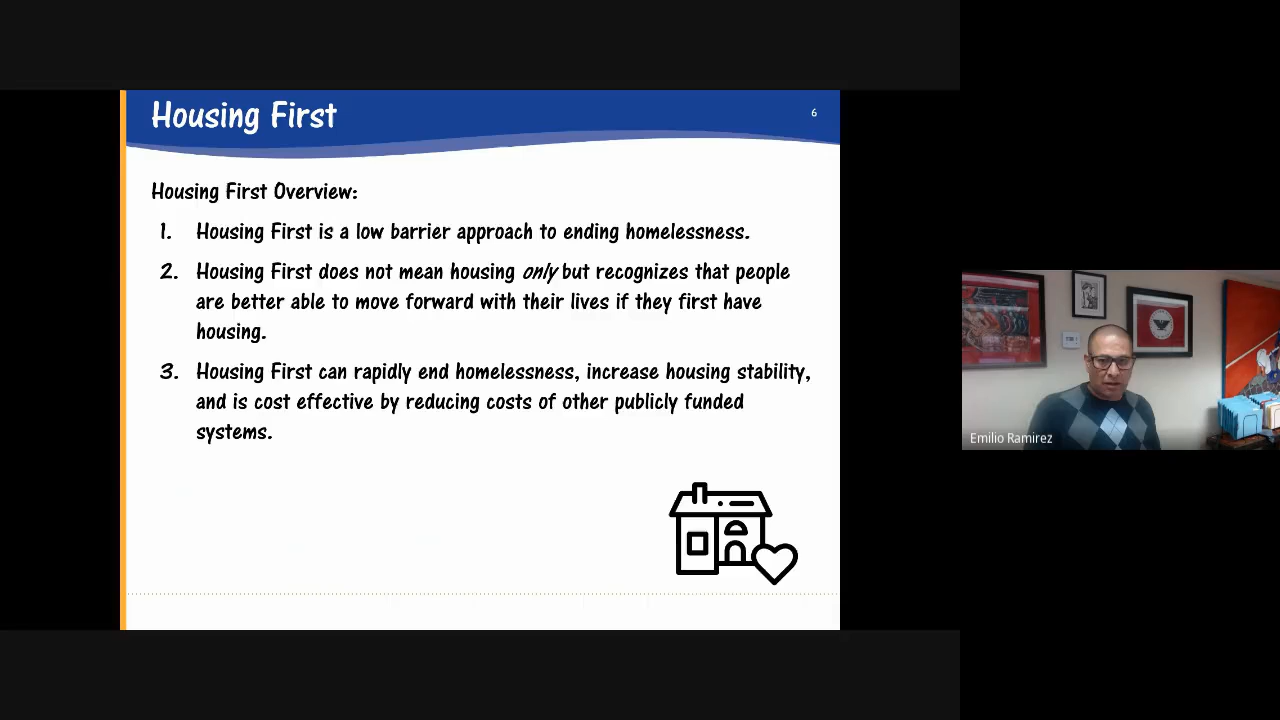 Housing First
6
Housing First Overview:
1. Housing First is a low barrier approach to ending homelessness.
2. Housing First does not mean housing only but recognizes that people
are better able to move forward with their lives if they first have
housing.
3. Housing First can rapidly end homelessness, increase housing stability,
and is cost effective by reducing costs of other publicly funded
systems.
Emilio Ramirez